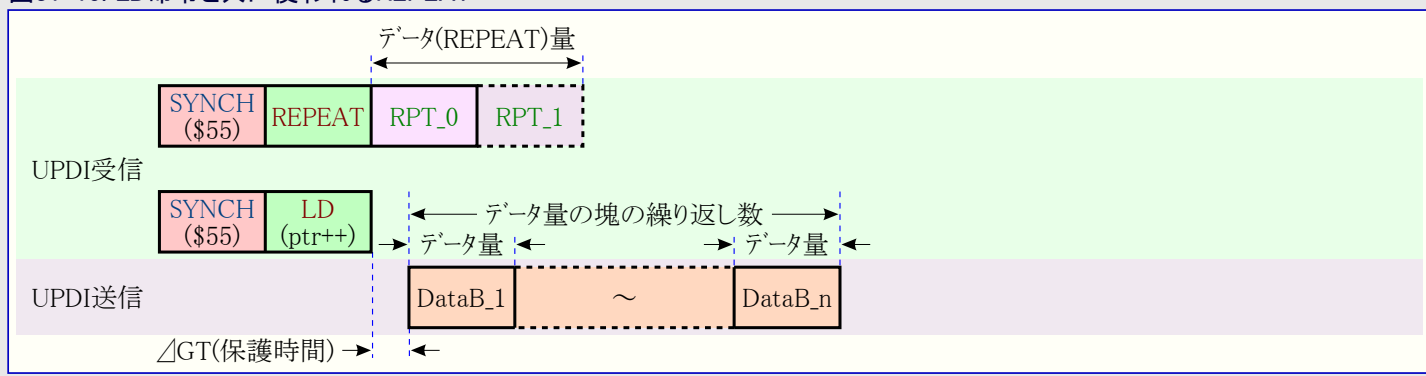 データ(REPEAT)量
SYNCH
($55)
REPEAT
RPT_0
RPT_1
UPDI受信
SYNCH
($55)
LD
(ptr++)
データ量の塊の繰り返し数
データ量
データ量
UPDI送信
DataB_1
～
DataB_n
⊿GT(保護時間)